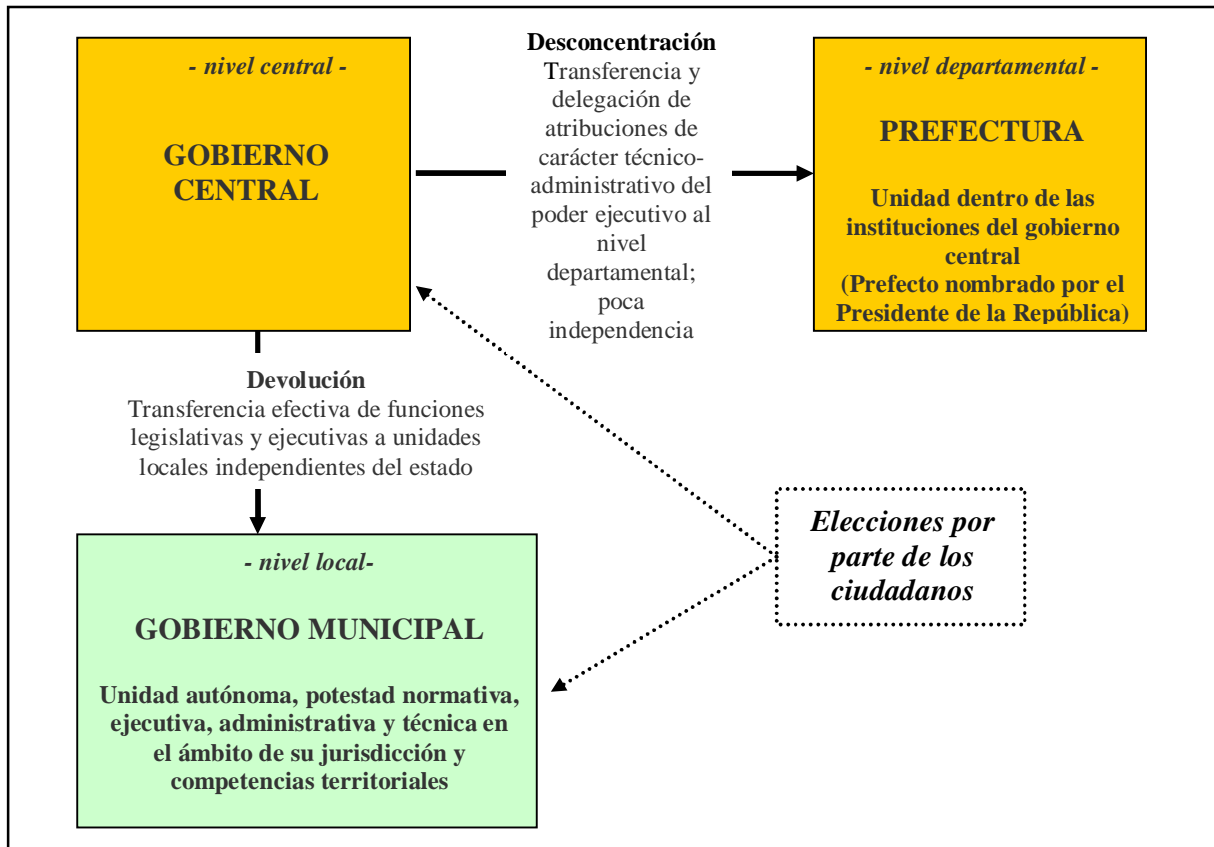 - nivel central -
GOBIERNO
CENTRAL
Desconcentración
Transferencia y
delegación de
atribuciones de
carácter técnico-
administrativo del
poder ejecutivo al
nivel
departamental;
poca
independencia
- nivel departamental -
PREFECTURA
Unidad dentro de las
instituciones del gobierno
central
(Prefecto nombrado por el
Presidente de la República)
Devolución
Transferencia efectiva de funciones
legislativas y ejecutivas a unidades
locales independientes del estado
- nivel local-
GOBIERNO MUNICIPAL
Unidad autónoma, potestad normativa,
ejecutiva, administrativa y técnica en
el ámbito de su jurisdicción y
competencias territoriales
Elecciones por
parte de los
ciudadanos